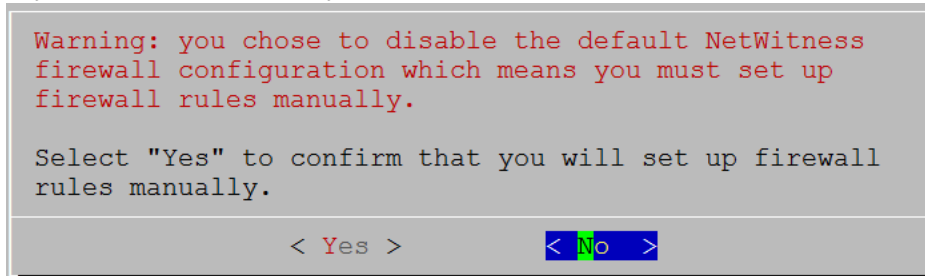 Warning: you chose to disable the default NetWitness
firewall configuration which means you must set up
firewall rules manually.
Select "Yes" to confirm that you will set up firewall
rules manually.
< Yes > < No >